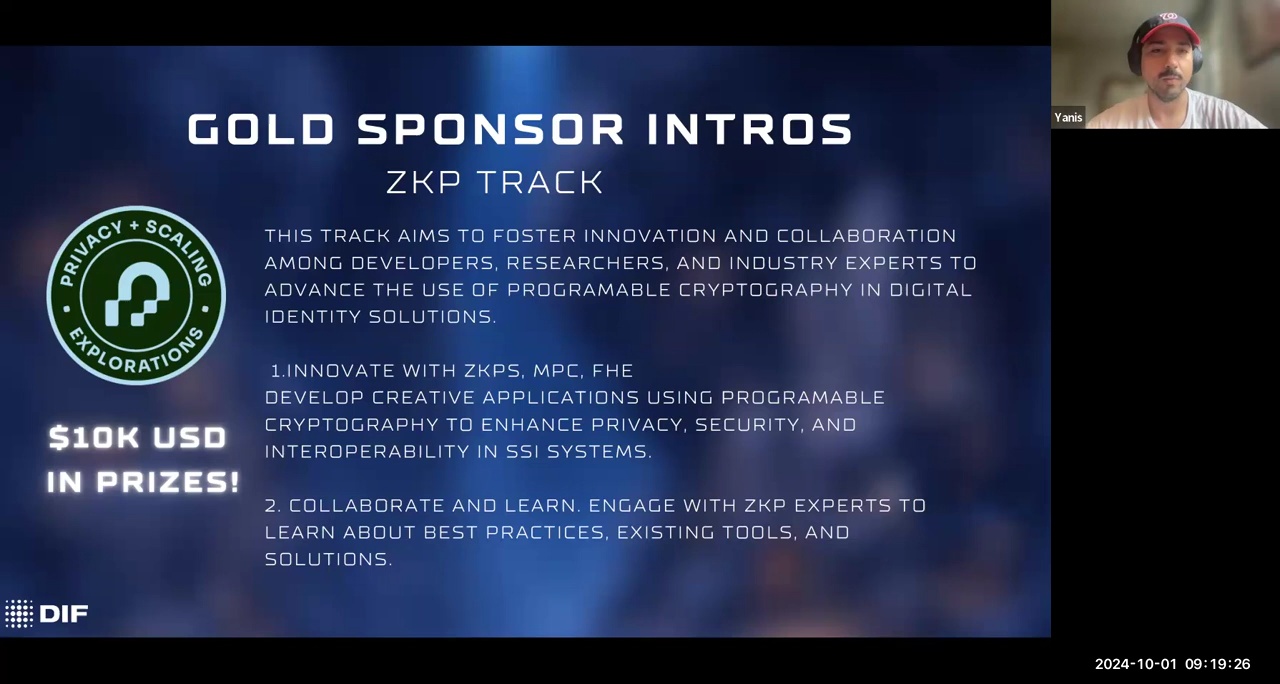 GOLD SPONSOR INTROS
ZKP TRACK
PRIVACY + SCALING
EXPLORATIONS
$10K USD
IN PRIZES!
THIS TRACK AIMS TO FOSTER INNOVATION AND COLLABORATION
AMONG DEVELOPERS, RESEARCHERS, AND INDUSTRY EXPERTS TO
ADVANCE THE USE OF PROGRAMABLE CRYPTOGRAPHY IN DIGITAL
IDENTITY SOLUTIONS.
1.INNOVATE WITH ZKPS, MPC, FHE
DEVELOP CREATIVE APPLICATIONS USING PROGRAMABLE
CRYPTOGRAPHY TO ENHANCE PRIVACY, SECURITY, AND
INTEROPERABILITY IN SSI SYSTEMS.
2. COLLABORATE AND LEARN. ENGAGE WITH ZKP EXPERTS TO
LEARN ABOUT BEST PRACTICES, EXISTING TOOLS, AND
SOLUTIONS.
DIF
W
Yanis
2024-10-01 09:19:26